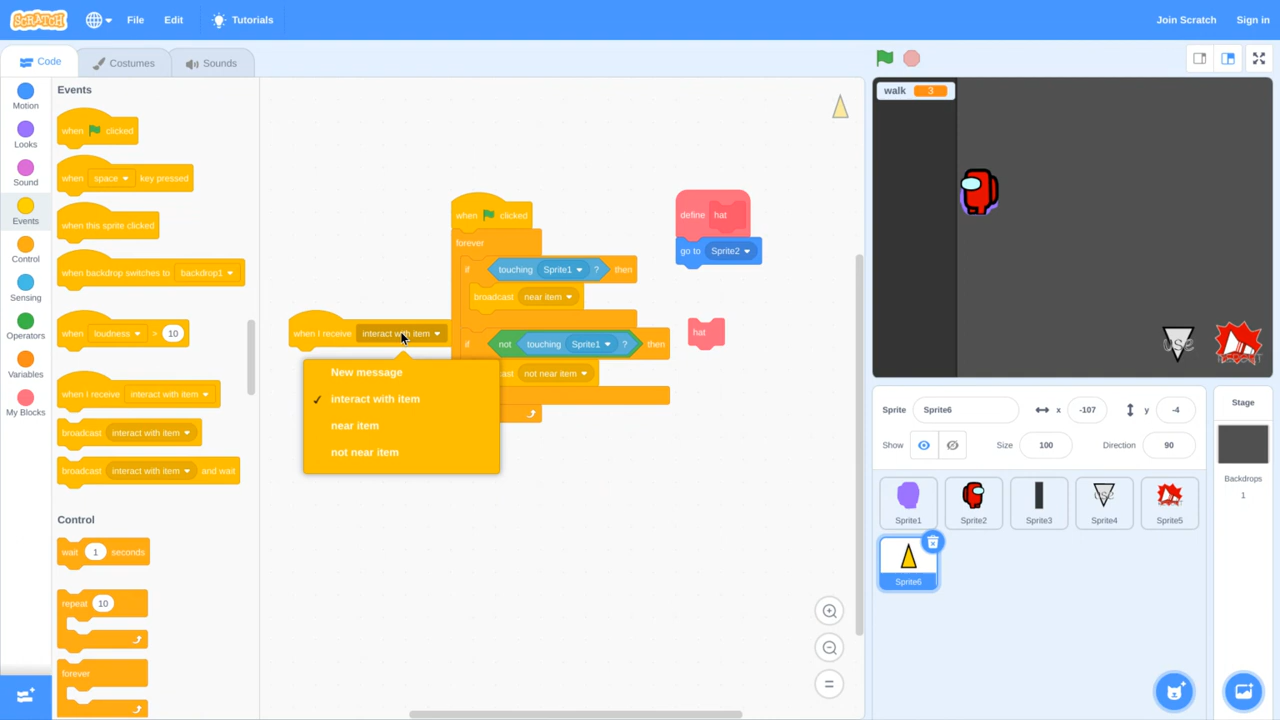 SCRATCH
File
Edit
Tutorials
Join Scratch
Sign in
Code
Costumes
Sounds
Motion
Looks
Sound
Events
Control
Sensing
Operators
Variables
My Blocks
Events
when clicked
when space key pressed
when this sprite clicked
when backdrop switches to backdrop1
when loudness > 10
when I receive interact with item
broadcast interact with item
broadcast interact with item and wait
Control
wait 1 seconds
repeat 10
forever
when clicked
forever
if touching Sprite1 ? then
broadcast near item
if not touching Sprite1 ? then
not near item
when I receive interact with item
New message
✓ interact with item
near item
not near item
define hat
go to Sprite2
hat
walk 3
USE
Sprite
Sprite6
x -107
y -4
Show
Size 100
Direction 90
Sprite1
Sprite2
Sprite3
Sprite4
Sprite5
Sprite6
Stage
Backdrops
1